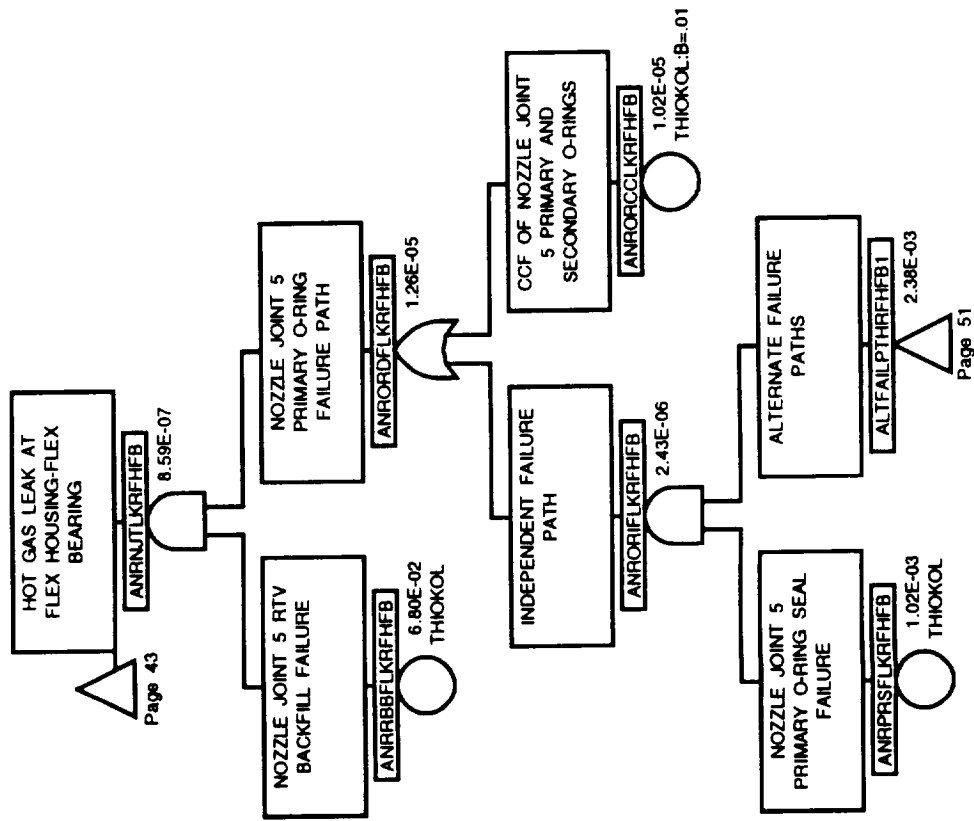 HOT GAS LEAK AT
FLEX HOUSING-FLEX
BEARING
ANRNJTLKRFHFB
8.59E-07
Page 43
NOZZLE JOINT 5 RTV
BACKFILL FAILURE
ANRRBBFLKRFHFB
6.80E-02
THIOKOL
NOZZLE JOINT 5
PRIMARY O-RING
FAILURE PATH
ANRORDFLKRFHFB
1.26E-05
INDEPENDENT FAILURE
PATH
ANRORIFLKRFHFB
2.43E-06
CCF OF NOZZLE JOINT
5 PRIMARY AND
SECONDARY O-RINGS
ANRORCCLKRFHFB
1.02E-05
THIOKOL:B=.01
NOZZLE JOINT 5
PRIMARY O-RING SEAL
FAILURE
ANRPRSFLKRFHFB
1.02E-03
THIOKOL
ALTERNATE FAILURE
PATHS
ALTFAILPTHRFHFB1
2.38E-03
Page 51